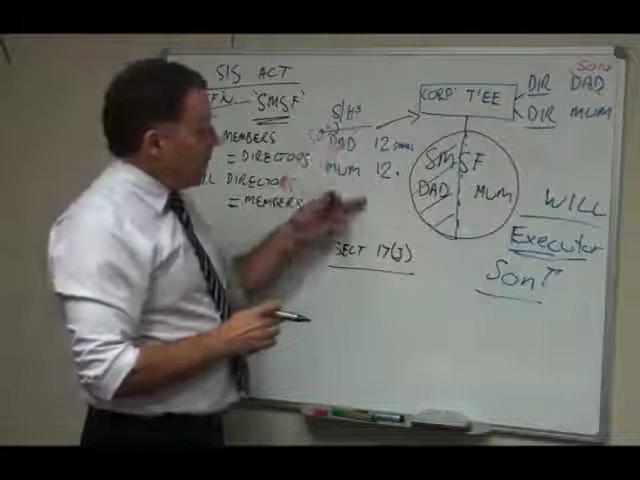 SIS ACT
"SMSF"
MEMBERS
= DIRECTORS
DIRECTORS
= MEMBERS
S/Hs
DAD 12
MUM 12.
SECT 17(3)
CORP' T'EE
Son
DIR DAD
DIR MUM
SMSF
DAD MUM
WILL
Executor
Son